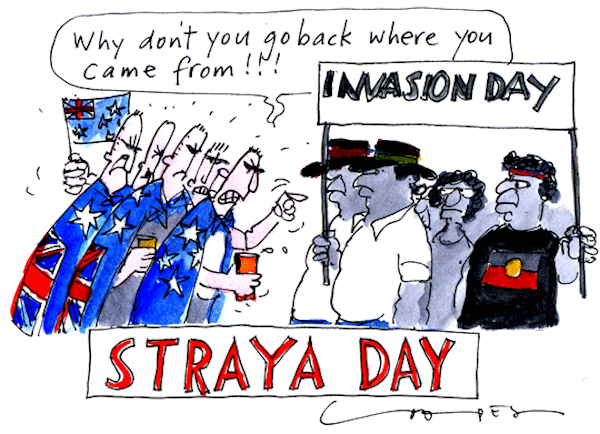 Why don't you go back where you
came from!!!
INVASION DAY
STRAYA DAY